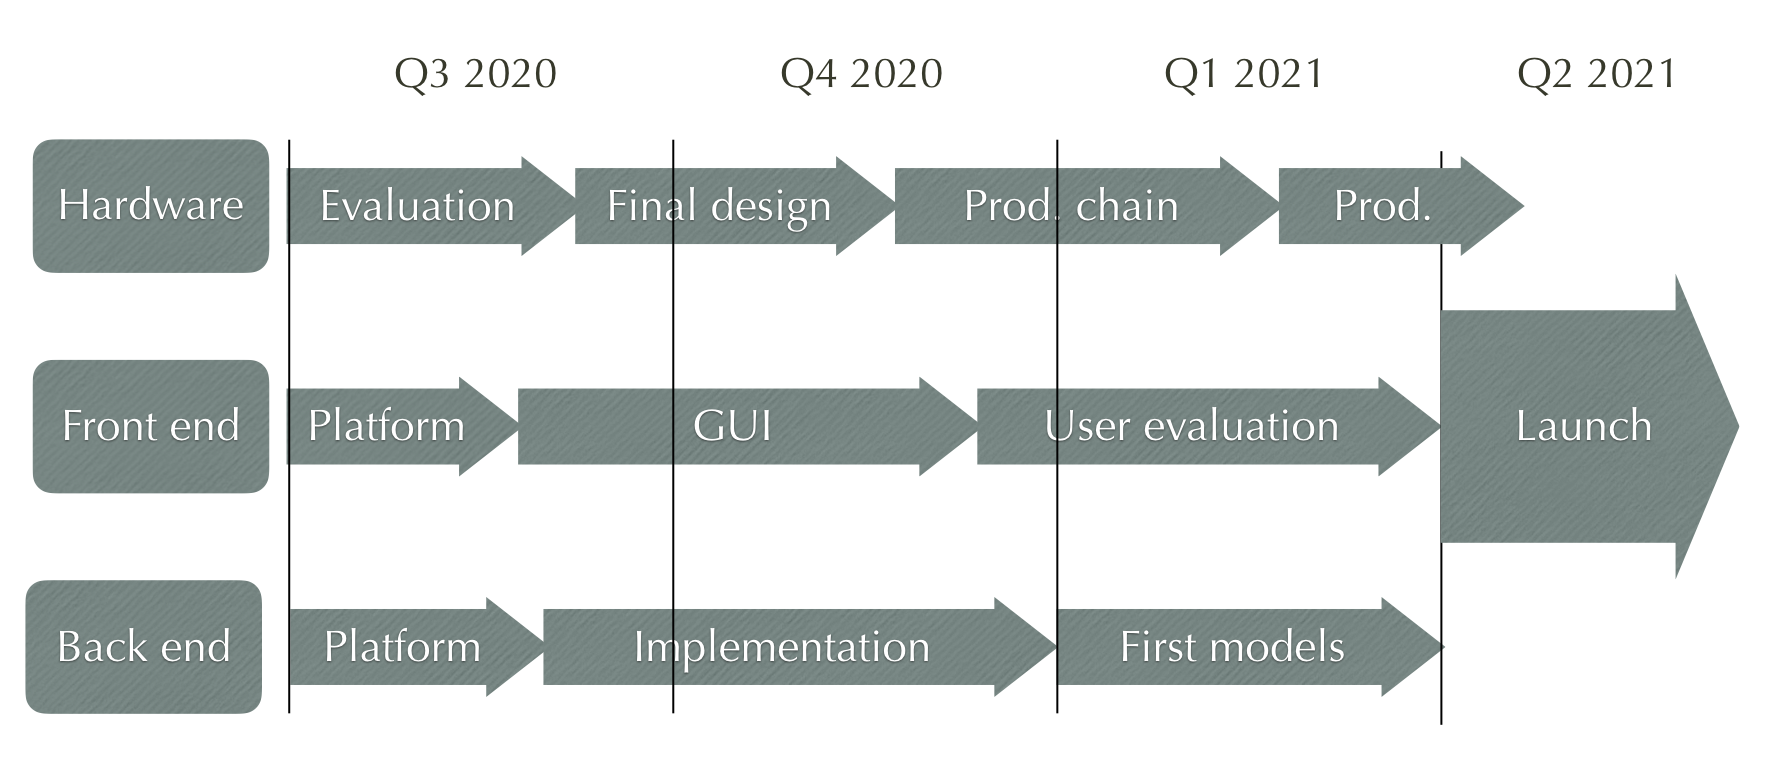 Q3 2020
Q4 2020
Q1 2021
Q2 2021
Hardware
Evaluation
Final design
Prod. chain
Prod.
Front end
Platform
GUI
User evaluation
Launch
Back end
Platform
Implementation
First models